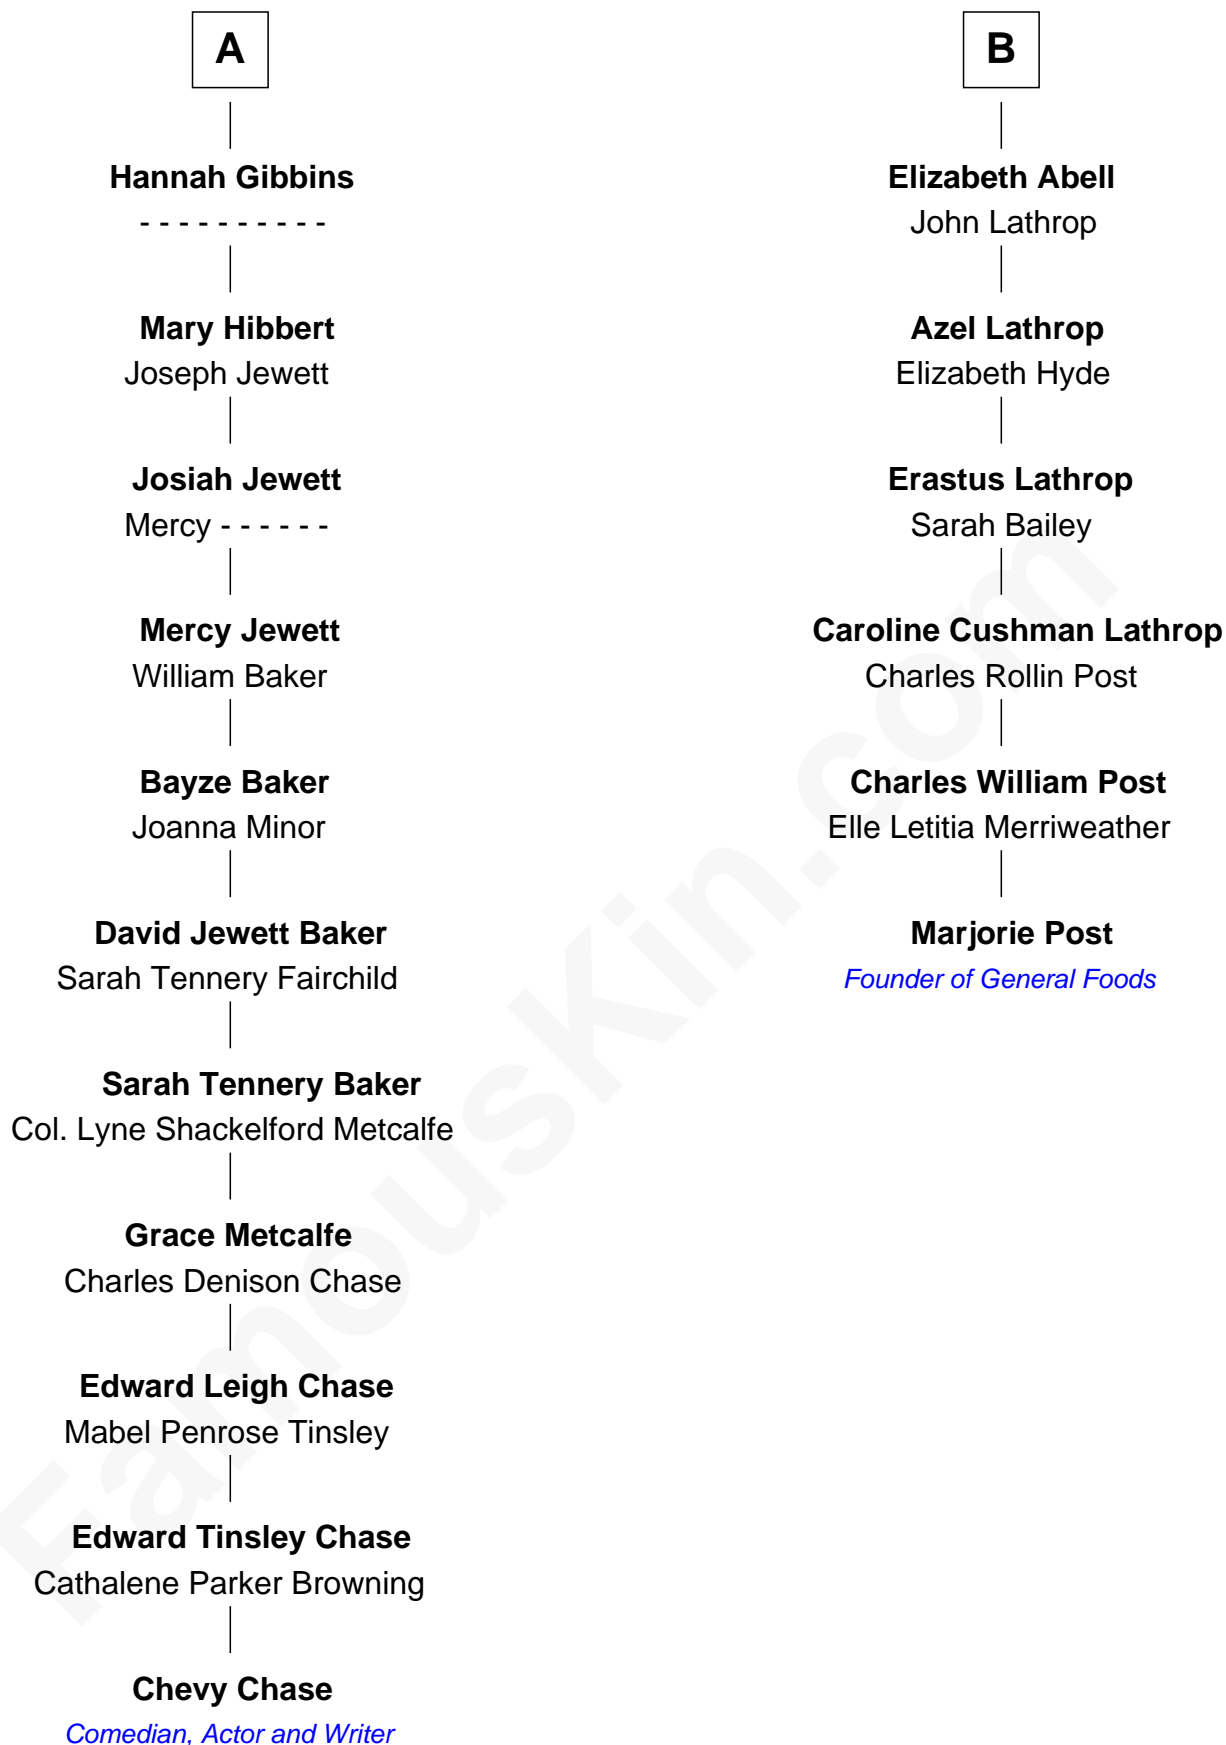 A
Hannah Gibbins
- - - - - - - - - -
Mary Hibbert
Joseph Jewett
Josiah Jewett
Mercy - - - - - -
Mercy Jewett
William Baker
Bayze Baker
Joanna Minor
David Jewett Baker
Sarah Tennery Fairchild
Sarah Tennery Baker
Col. Lyne Shackelford Metcalfe
Grace Metcalfe
Charles Denison Chase
Edward Leigh Chase
Mabel Penrose Tinsley
Edward Tinsley Chase
Cathalene Parker Browning
Chevy Chase
Comedian, Actor and Writer
B
Elizabeth Abell
John Lathrop
Azel Lathrop
Elizabeth Hyde
Erastus Lathrop
Sarah Bailey
Caroline Cushman Lathrop
Charles Rollin Post
Charles William Post
Elle Letitia Merriweather
Marjorie Post
Founder of General Foods
FamousKin.com